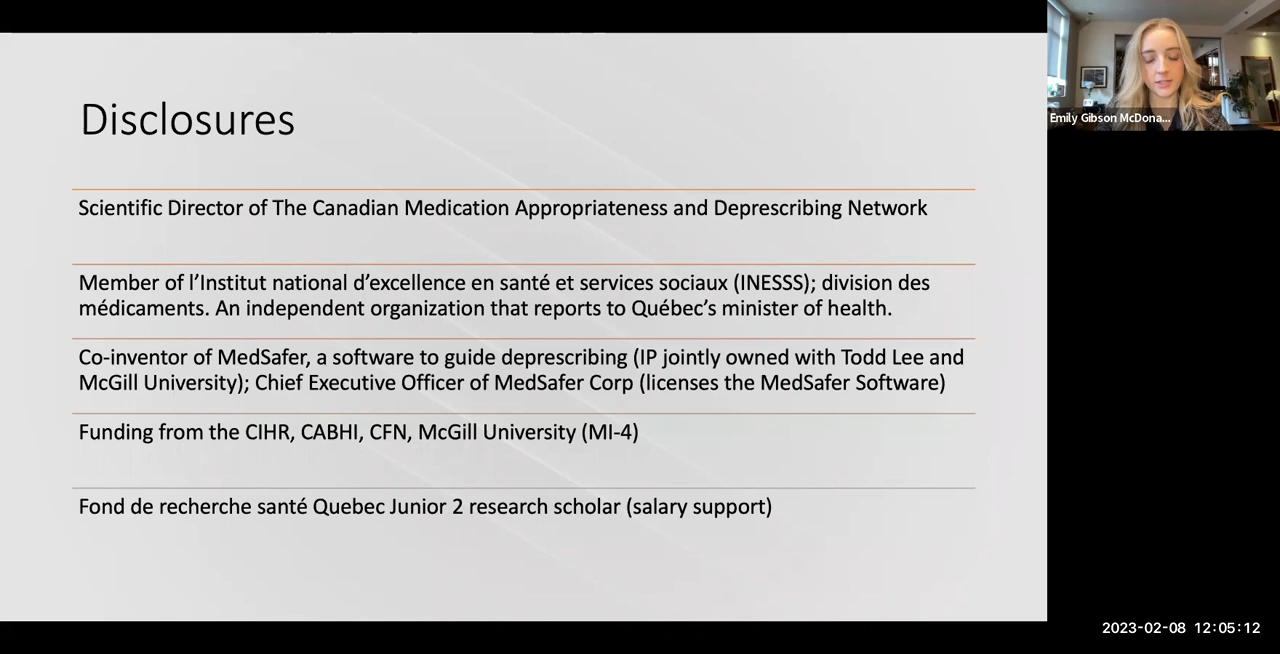 Disclosures
Scientific Director of The Canadian Medication Appropriateness and Deprescribing Network
Member of l’Institut national d’excellence en santé et services sociaux (INESSS); division des
médicaments. An independent organization that reports to Québec’s minister of health.
Co-inventor of MedSafer, a software to guide deprescribing (IP jointly owned with Todd Lee and
McGill University); Chief Executive Officer of MedSafer Corp (licenses the MedSafer Software)
Funding from the CIHR, CABHI, CFN, McGill University (MI-4)
Fond de recherche santé Quebec Junior 2 research scholar (salary support)
Emily Gibson McDona...
2023-02-08 12:05:12